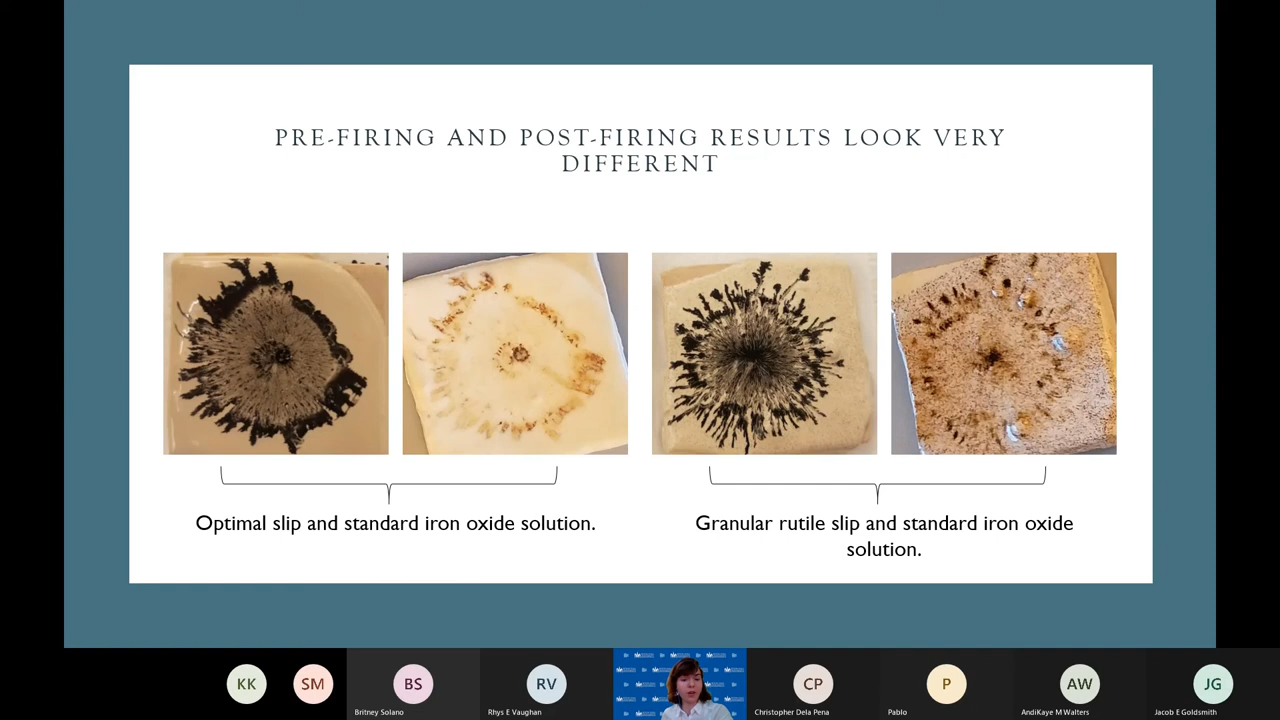 PRE-FIRING AND POST-FIRING RESULTS LOOK VERY
DIFFERENT
Optimal slip and standard iron oxide solution.
Granular rutile slip and standard iron oxide
solution.
KK
SM
BS
RV
CP
P
AW
JG
Britney Solano
Rhys E Vaughan
Christopher Dela Pena
Pablo
AndiKaye M Walters
Jacob E Goldsmith